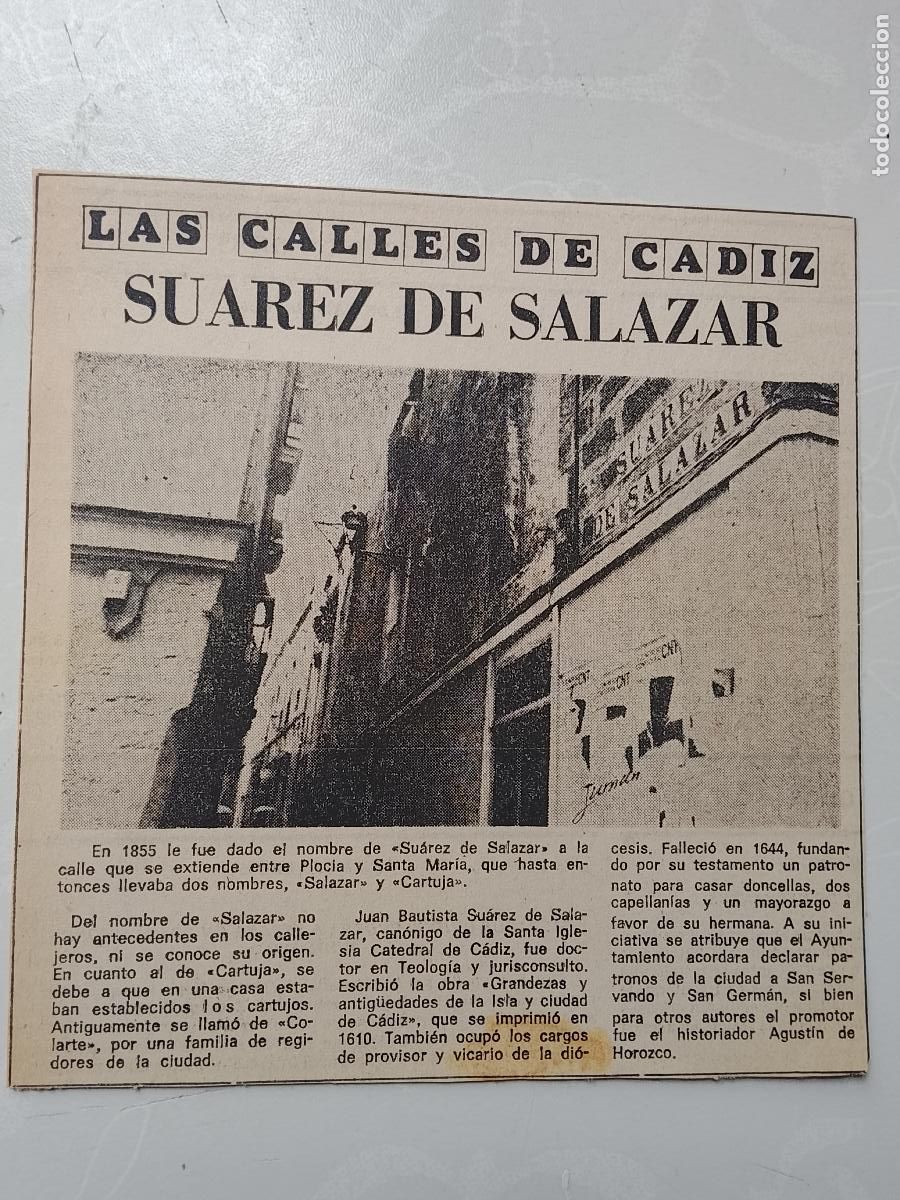 todocoleccion
LAS CALLES DE CADIZ
SUAREZ DE SALAZAR
SUAREZ
DE SALAZAR
CNT
CNT
CNT
Juman
En 1855 le fue dado el nombre de «Suárez de Salazar» a la
calle que se extiende entre Plocia y Santa María, que hasta en-
tonces llevaba dos nombres, «Salazar» y «Cartuja».
Del nombre de «Salazar» no
hay antecedentes en los calle-
jeros, ni se conoce su origen.
En cuanto al de «Cartuja», se
debe a que en una casa esta-
ban establecidos los cartujos.
Antiguamente se llamó de «Co-
larte», por una familia de regi-
dores de la ciudad.
Juan Bautista Suárez de Sala-
zar, canónigo de la Santa Igle-
sía Catedral de Cádiz, fue doc-
tor en Teología y jurisconsulto.
Escribió la obra «Grandezas y
antigüedades de la Isla y ciudad
de Cádiz», que se imprimió en
1610. También ocupó los cargos
de provisor y vicario de la dió-
cesis. Falleció en 1644, fundan-
do por su testamento un patro-
nato para casar doncellas, dos
capellanías y un mayorazgo a
favor de su hermana. A su ini-
ciativa se atribuye que el Ayun-
tamiento acordara declarar pa-
tronos de la ciudad a San Ser-
vando y San Germán, si bien
para otros autores el promotor
fue el historiador Agustín de
Horozco.